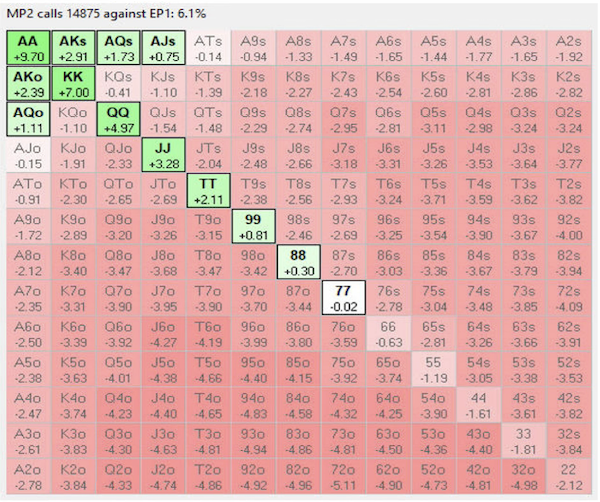 MP2 calls 14875 against EP1: 6.1%
AA AKs AQs AJs ATs A9s A8s A7s A6s A5s A4s A3s A2s
+9.70 +2.91 +1.73 +0.75 -0.14 -0.94 -1.33 -1.49 -1.65 -1.44 -1.77 -1.65 -1.92
AKo KK KQs KJs KTs K9s K8s K7s K6s K5s K4s K3s K2s
+2.39 +7.00 -0.41 -1.10 -1.39 -2.18 -2.27 -2.43 -2.54 -2.60 -2.81 -2.86 -2.82
AQo KQo QQ QJs QTs Q9s Q8s Q7s Q6s Q5s Q4s Q3s Q2s
+1.11 -1.10 +4.97 -1.54 -1.48 -2.29 -2.74 -2.95 -2.81 -3.11 -2.98 -3.24 -3.24
AJo KJo QJo JJ JTs J9s J8s J7s J6s J5s J4s J3s J2s
-0.15 -1.91 -2.33 +3.28 -2.04 -2.48 -2.66 -3.18 -3.31 -3.26 -3.53 -3.64 -3.77
ATo KTo QTo JTo TT T9s T8s T7s T6s T5s T4s T3s T2s
-0.91 -2.30 -2.65 -2.69 +2.11 -2.38 -2.56 -2.93 -3.24 -3.71 -3.59 -3.62 -3.82
A9o K9o Q9o J9o T9o 99 98s 97s 96s 95s 94s 93s 92s
-1.72 -2.89 -3.20 -3.26 -3.15 +0.81 -2.46 -2.69 -3.25 -3.54 -3.90 -3.67 -4.00
A8o K8o Q8o J8o T8o 98o 88 87s 86s 85s 84s 83s 82s
-2.12 -3.40 -3.47 -3.68 -3.47 -3.42 +0.30 -2.70 -3.03 -3.36 -3.67 -3.79 -3.94
A7o K7o Q7o J7o T7o 97o 87o 77 76s 75s 74s 73s 72s
-2.35 -3.31 -3.90 -3.95 -3.90 -3.70 -3.44 -0.02 -2.78 -3.04 -3.48 -3.85 -4.09
A6o K6o Q6o J6o T6o 96o 86o 76o 66 65s 64s 63s 62s
-2.50 -3.39 -3.92 -4.27 -4.19 -3.99 -3.80 -3.59 -0.63 -2.81 -3.26 -3.66 -3.91
A5o K5o Q5o J5o T5o 95o 85o 75o 65o 55 54s 53s 52s
-2.38 -3.63 -4.01 -4.38 -4.66 -4.40 -4.15 -3.92 -3.74 -1.19 -3.05 -3.38 -3.53
A4o K4o Q4o J4o T4o 94o 84o 74o 64o 54o 44 43s 42s
-2.47 -3.74 -4.23 -4.40 -4.65 -4.83 -4.58 -4.32 -4.25 -3.90 -1.61 -3.61 -3.82
A3o K3o Q3o J3o T3o 93o 83o 73o 63o 53o 43o 33 32s
-2.61 -3.83 -4.30 -4.63 -4.81 -4.94 -4.86 -4.81 -4.50 -4.36 -4.40 -1.81 -3.84
A2o K2o Q2o J2o T2o 92o 82o 72o 62o 52o 42o 32o 22
-2.78 -3.84 -4.33 -4.74 -4.86 -4.92 -4.96 -5.11 -4.90 -4.73 -4.81 -4.98 -2.12